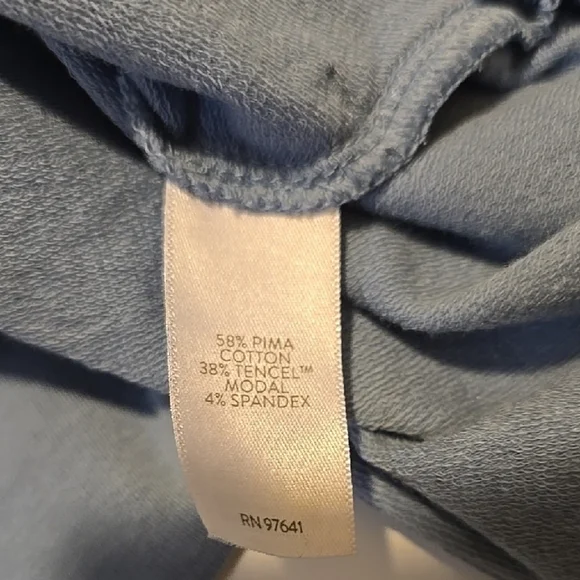 58% PIMA
COTTON
38% TENCEL™
MODAL
4% SPANDEX
RN 97641